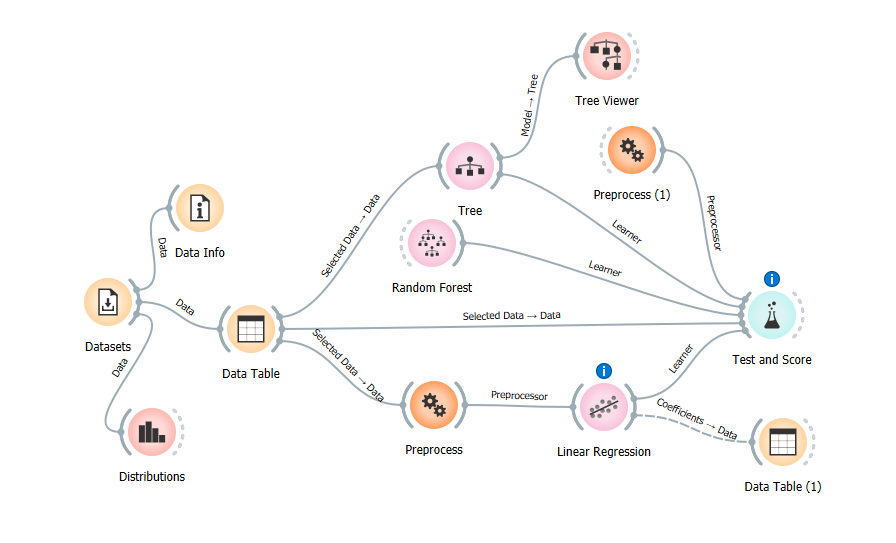 Tree Viewer
Model → Tree
Preprocess (1)
Tree
Preprocessor
Data Info
Data
Selected Data → Data
Learner
Random Forest
Learner
Datasets
Data
Data Table
Selected Data → Data
Test and Score
Data
Selected Data → Data
Learner
Preprocess
Preprocessor
Linear Regression
Coefficients → Data
Distributions
Data Table (1)